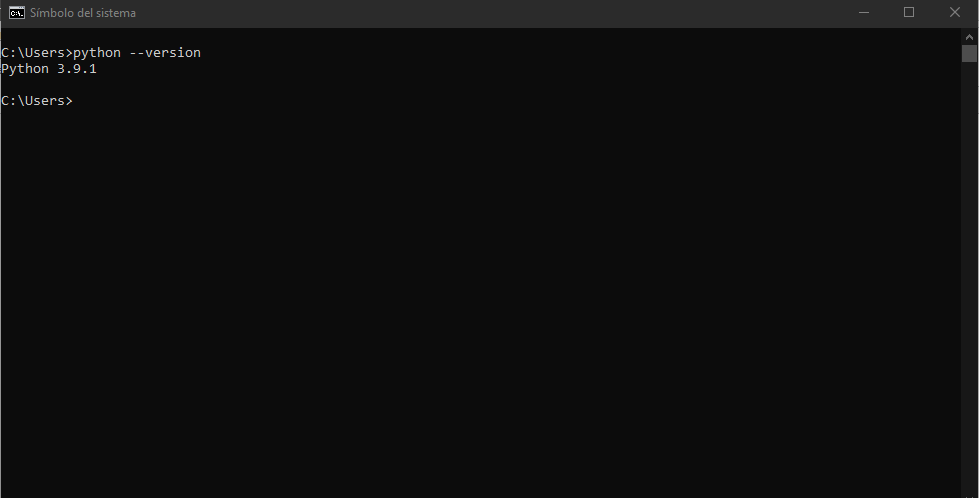 Símbolo del sistema
C:\Users>python --version
Python 3.9.1
C:\Users>